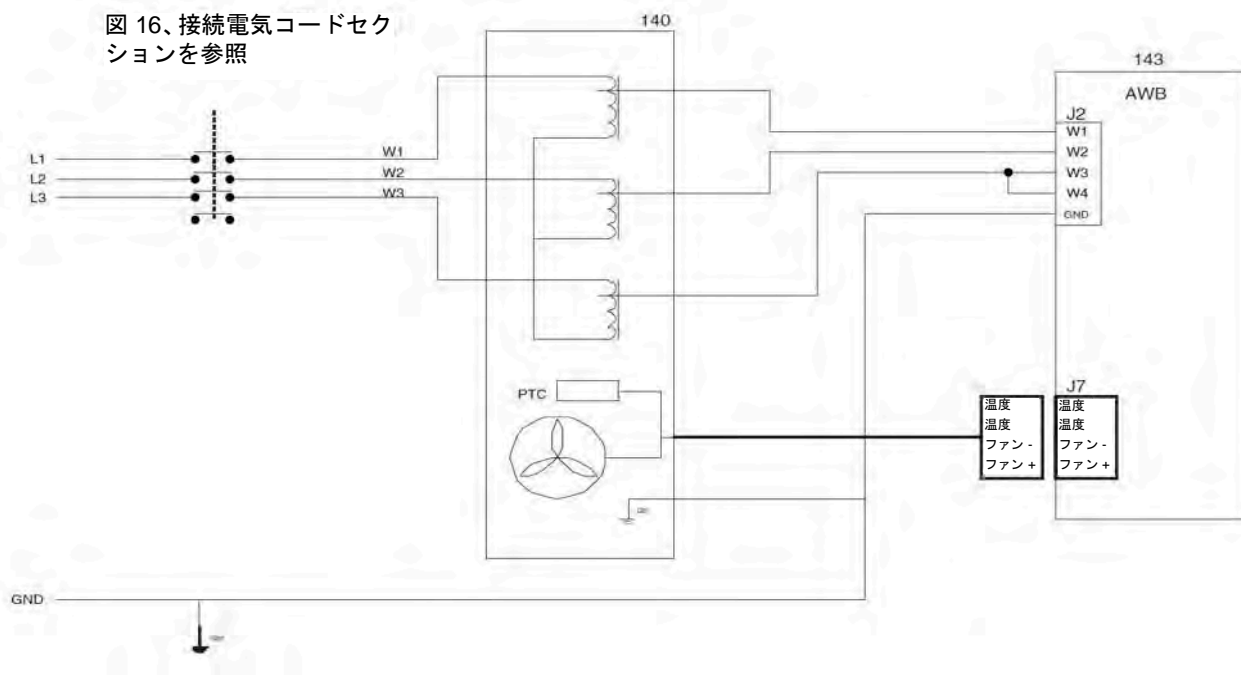 図 16、接続電気コードセク
ションを参照
140
143
AWB
J2
W1
W2
W3
W4
GND
L1
L2
L3
W1
W2
W3
PTC
J7
温度
温度
ファン -
ファン +
温度
温度
ファン -
ファン +
GND